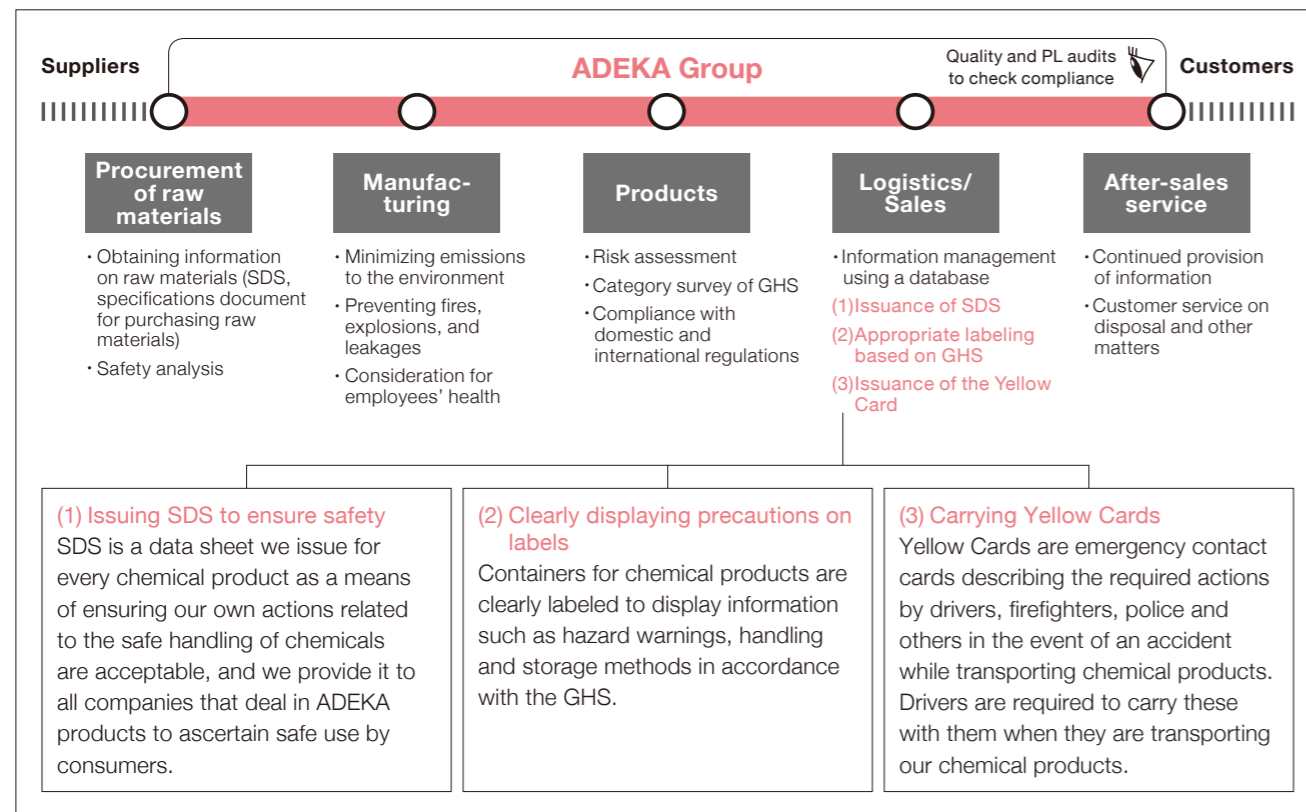 Suppliers
ADEKA Group
Quality and PL audits
to check compliance
Customers
Procurement
of raw
materials
・Obtaining information
on raw materials (SDS,
specifications document
for purchasing raw
materials)
・Safety analysis
Manufac-
turing
・Minimizing emissions
to the environment
・Preventing fires,
explosions, and
leakages
・Consideration for
employees’ health
Products
・Risk assessment
・Category survey of GHS
・Compliance with
domestic and
international regulations
Logistics/
Sales
・Information management
using a database
(1)Issuance of SDS
(2)Appropriate labeling
based on GHS
(3)Issuance of the Yellow
Card
After-sales
service
・Continued provision
of information
・Customer service on
disposal and other
matters
(1) Issuing SDS to ensure safety
SDS is a data sheet we issue for
every chemical product as a means
of ensuring our own actions related
to the safe handling of chemicals
are acceptable, and we provide it to
all companies that deal in ADEKA
products to ascertain safe use by
consumers.
(2) Clearly displaying precautions on
labels
Containers for chemical products are
clearly labeled to display information
such as hazard warnings, handling
and storage methods in accordance
with the GHS.
(3) Carrying Yellow Cards
Yellow Cards are emergency contact
cards describing the required actions
by drivers, firefighters, police and
others in the event of an accident
while transporting chemical products.
Drivers are required to carry these
with them when they are transporting
our chemical products.